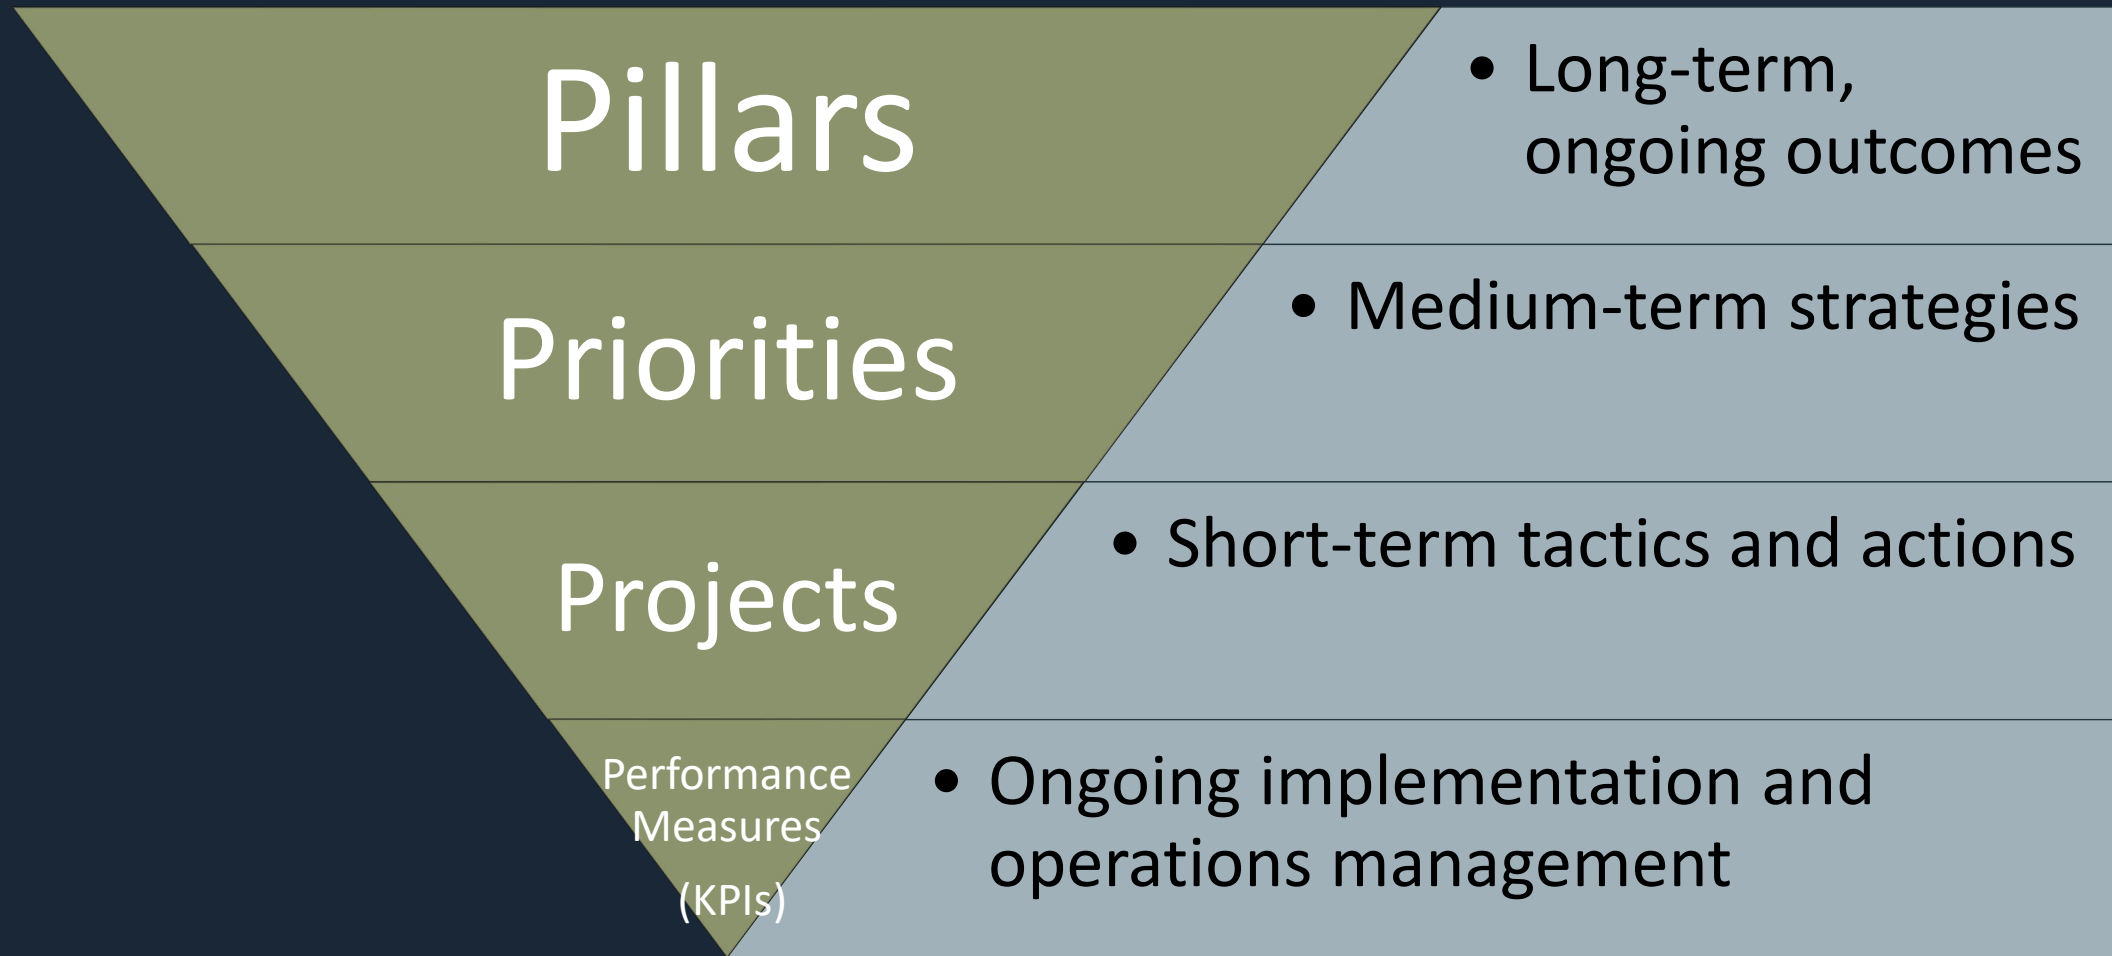 Pillars
• Long-term,
ongoing outcomes
Priorities
• Medium-term strategies
Projects
• Short-term tactics and actions
Performance
Measures
(KPIs)
• Ongoing implementation and
operations management